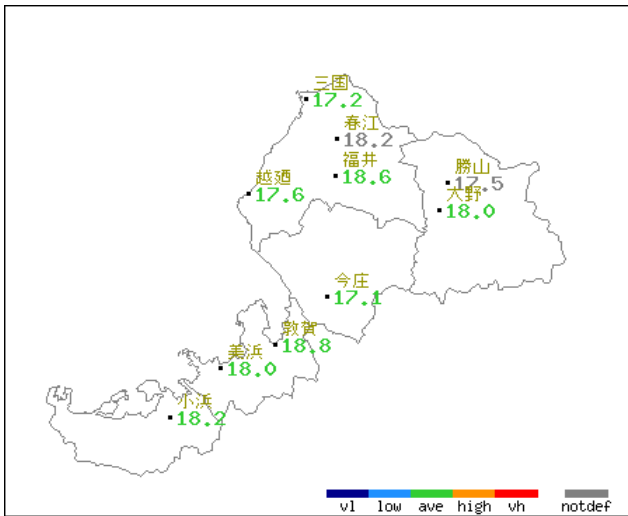 三国
17.2
春江
18.2
福井
18.6
越廼
17.6
勝山
17.5
大野
18.0
今庄
17.1
敦賀
18.8
美浜
18.0
小浜
18.2
vl low ave high vh notdef